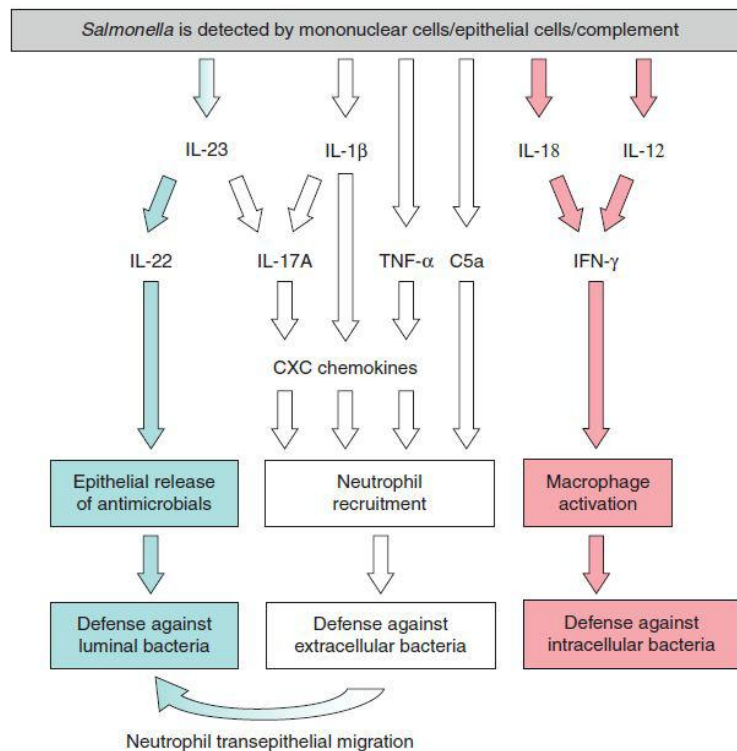 Salmonella is detected by mononuclear cells/epithelial cells/complement
IL-23
IL-1β
IL-18
IL-12
IL-22
IL-17A
TNF-α
C5a
IFN-γ
CXC chemokines
Epithelial release
of antimicrobials
Neutrophil
recruitment
Macrophage
activation
Defense against
luminal bacteria
Defense against
extracellular bacteria
Defense against
intracellular bacteria
Neutrophil transepithelial migration